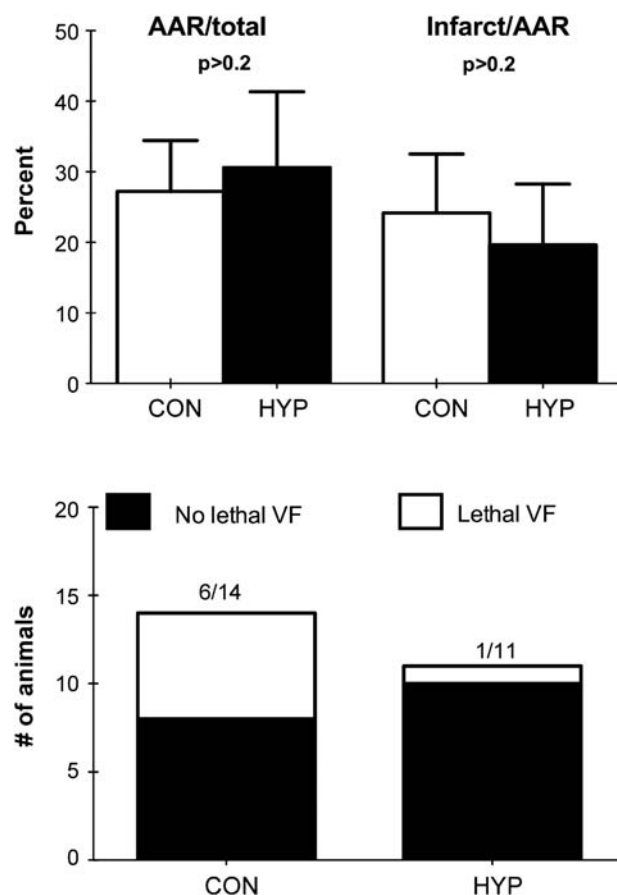 AAR/total Infarct/AAR
p>0.2 p>0.2
Percent
50
40
30
20
10
0
CON HYP CON HYP
No lethal VF Lethal VF
# of animals
20
15
10
5
0
6/14
1/11
CON HYP